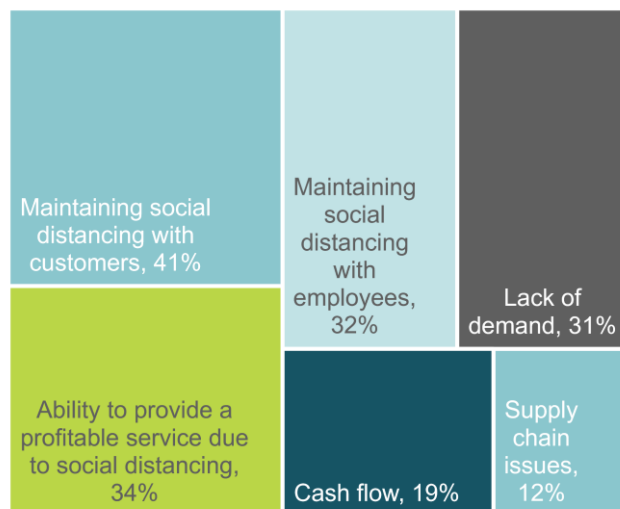 Maintaining social
distancing with
customers, 41%
Ability to provide a
profitable service due
to social distancing,
34%
Maintaining
social
distancing
with
employees,
32%
Lack of
demand, 31%
Cash flow, 19%
Supply
chain
issues,
12%